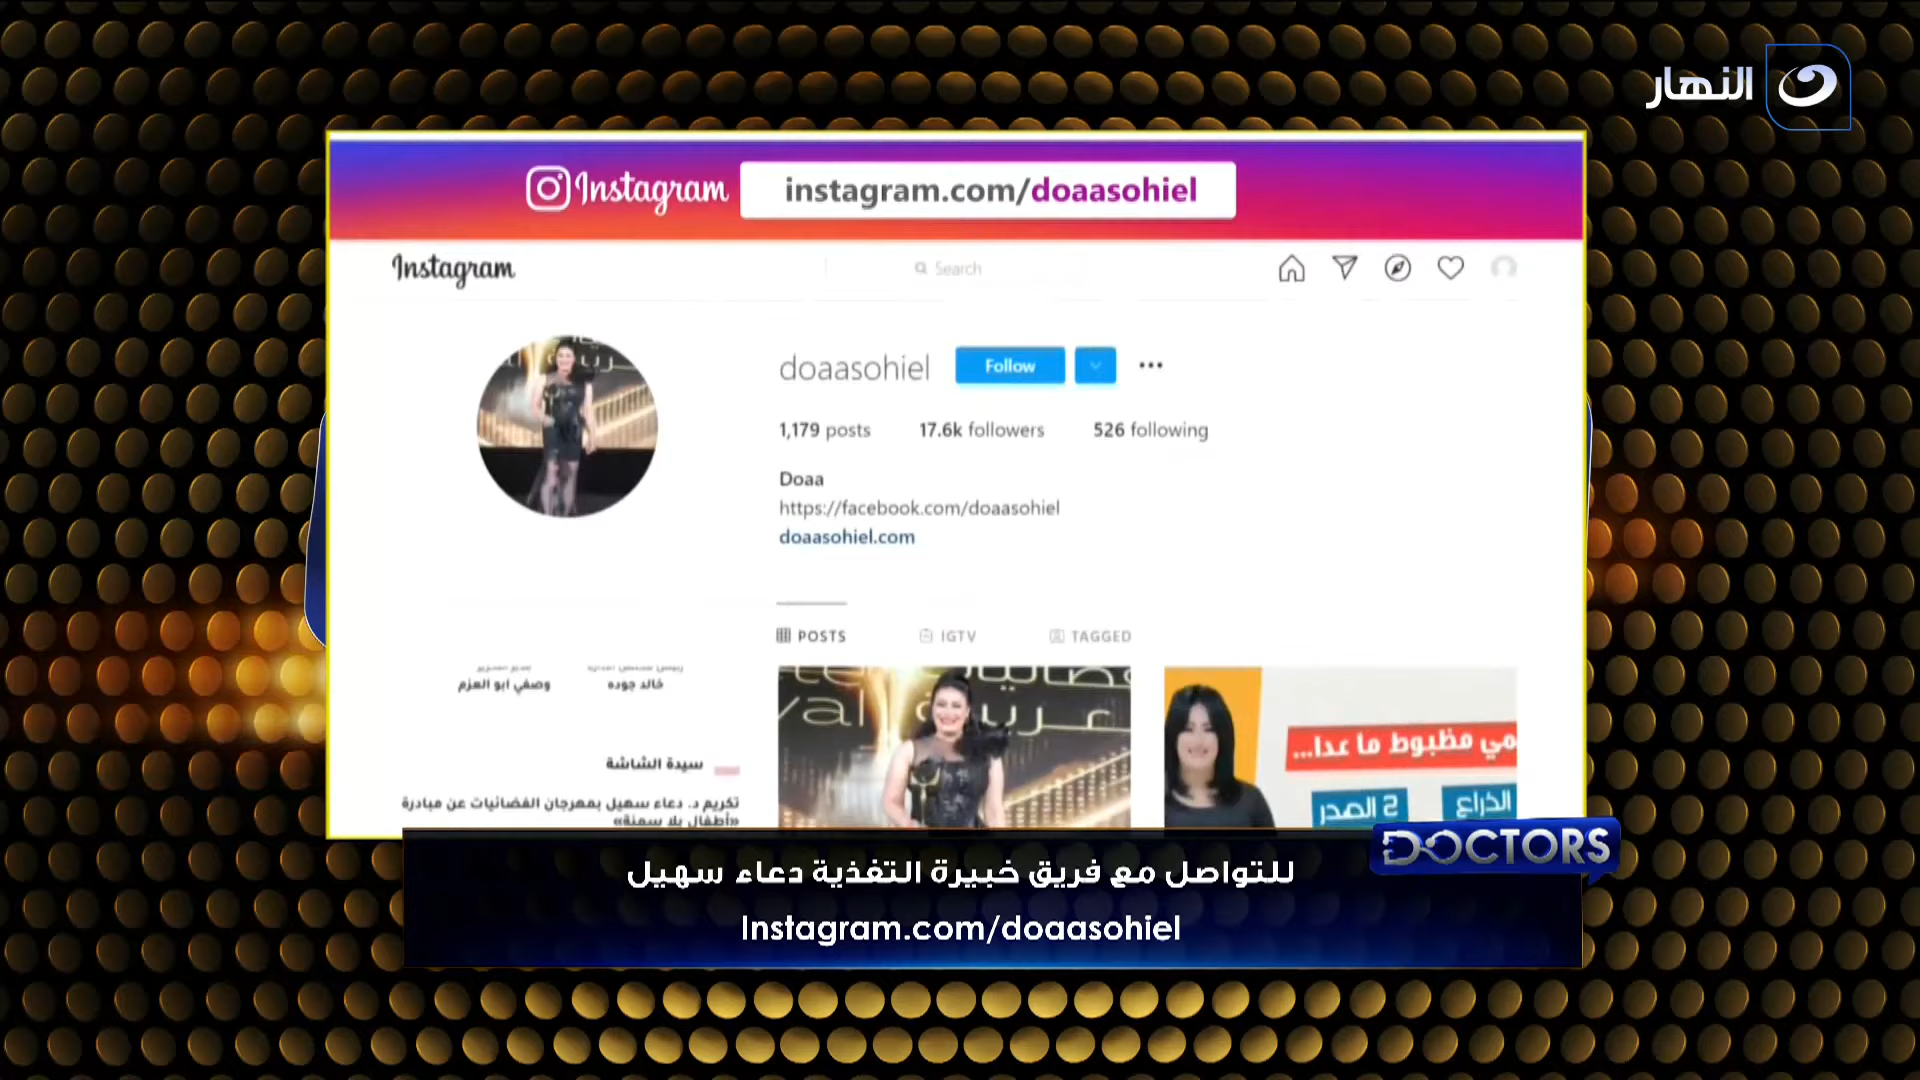 النهار
Instagram instagram.com/doaasohiel
Instagram Search
doaasohiel Follow
1,179 posts 17.6k followers 526 following
Doaa
https://facebook.com/doaasohiel
doaasohiel.com
POSTS IGTV TAGGED
خالد جوده
وصفي ابو العزم
سيدة الشاشة
تكريم د. دعاء سهيل بمهرجان الفضائيات عن مبادرة
«أطفال بلا سمنة»
عربية
مي مظبوط ما عدا...
الذراع
الصدر
DOCTORS
للتواصل مع فريق خبيرة التغذية دعاء سهيل
Instagram.com/doaasohiel